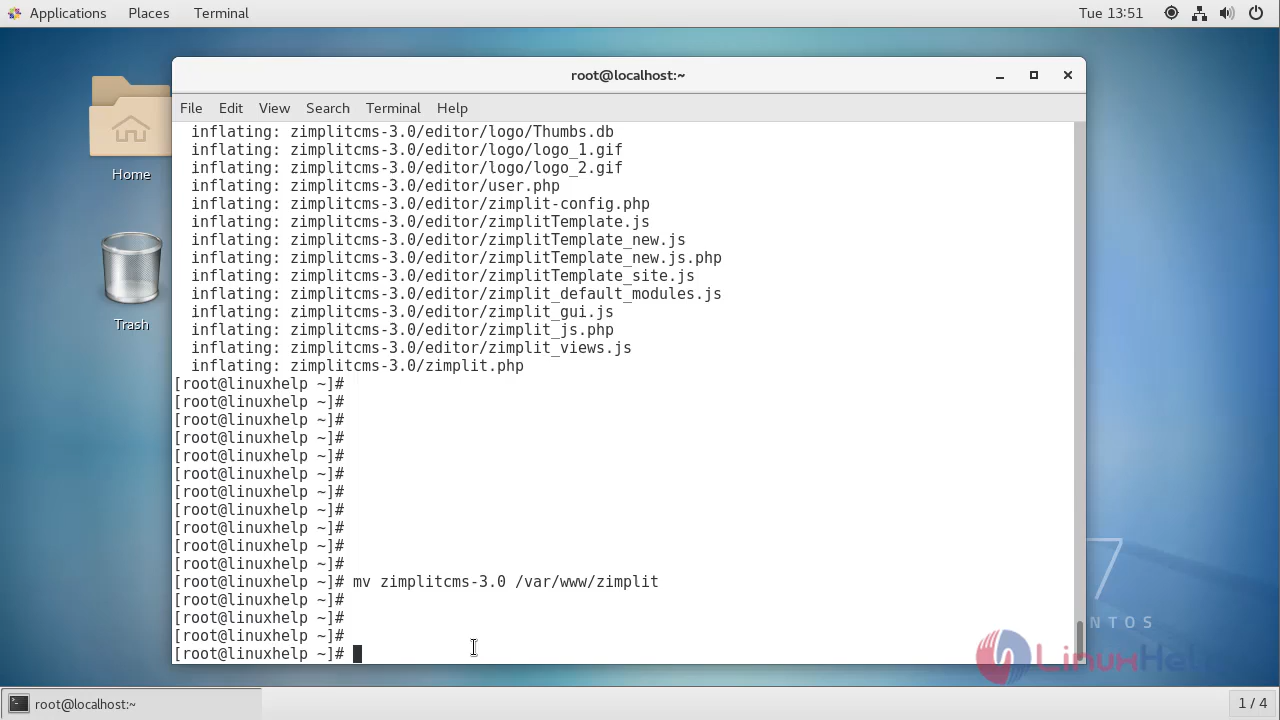 Applications Places Terminal Tue 13:51
root@localhost:~
File Edit View Search Terminal Help
inflating: zimplitcms-3.0/editor/logo/Thumbs.db
inflating: zimplitcms-3.0/editor/logo/logo_1.gif
inflating: zimplitcms-3.0/editor/logo/logo_2.gif
inflating: zimplitcms-3.0/editor/user.php
inflating: zimplitcms-3.0/editor/zimplit-config.php
inflating: zimplitcms-3.0/editor/zimplitTemplate.js
inflating: zimplitcms-3.0/editor/zimplitTemplate_new.js
inflating: zimplitcms-3.0/editor/zimplitTemplate_new.js.php
inflating: zimplitcms-3.0/editor/zimplitTemplate_site.js
inflating: zimplitcms-3.0/editor/zimplit_default_modules.js
inflating: zimplitcms-3.0/editor/zimplit_gui.js
inflating: zimplitcms-3.0/editor/zimplit_js.php
inflating: zimplitcms-3.0/editor/zimplit_views.js
inflating: zimplitcms-3.0/zimplit.php
[root@linuxhelp ~]#
[root@linuxhelp ~]#
[root@linuxhelp ~]#
[root@linuxhelp ~]#
[root@linuxhelp ~]#
[root@linuxhelp ~]#
[root@linuxhelp ~]#
[root@linuxhelp ~]#
[root@linuxhelp ~]#
[root@linuxhelp ~]#
[root@linuxhelp ~]#
[root@linuxhelp ~]# mv zimplitcms-3.0 /var/www/zimplit
[root@linuxhelp ~]#
[root@linuxhelp ~]#
[root@linuxhelp ~]#
[root@linuxhelp ~]#
Home
Trash
7
NTOS
root@localhost:~
1 / 4